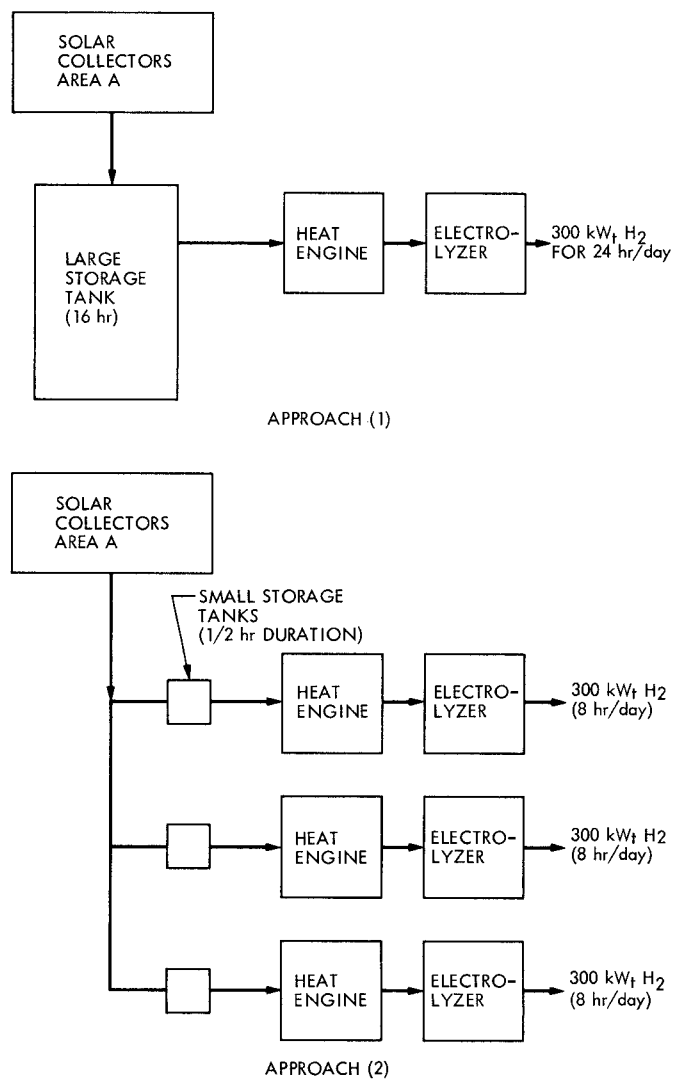 SOLAR
COLLECTORS
AREA A
LARGE
STORAGE
TANK
(16 hr)
HEAT
ENGINE
ELECTRO-
LYZER
300 kWt H2
FOR 24 hr/day
APPROACH (1)
SOLAR
COLLECTORS
AREA A
SMALL STORAGE
TANKS
(1/2 hr DURATION)
HEAT
ENGINE
ELECTRO-
LYZER
300 kWt H2
(8 hr/day)
HEAT
ENGINE
ELECTRO-
LYZER
300 kWt H2
(8 hr/day)
HEAT
ENGINE
ELECTRO-
LYZER
300 kWt H2
(8 hr/day)
APPROACH (2)